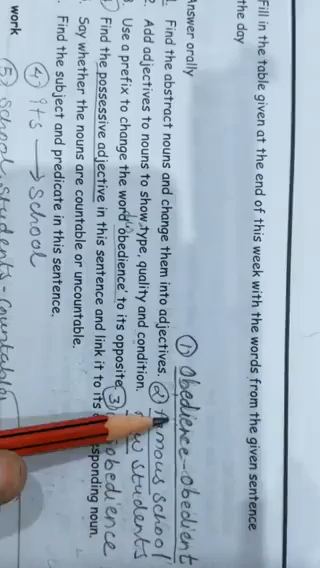 Fill in the table given at the end of this week with the words from the given sentence
the day
Answer orally
1. Find the abstract nouns and change them into adjectives.
2. Add adjectives to nouns to show type, quality and condition.
3. Use a prefix to change the word 'obedience' to its opposite
Find the possessive adjective in this sentence and link it to its noun.
Say whether the nouns are countable or uncountable.
Find the subject and predicate in this sentence.
work
① Obedience - obedient
② school
students
③ obedience
④ its → school
⑤ school, students -